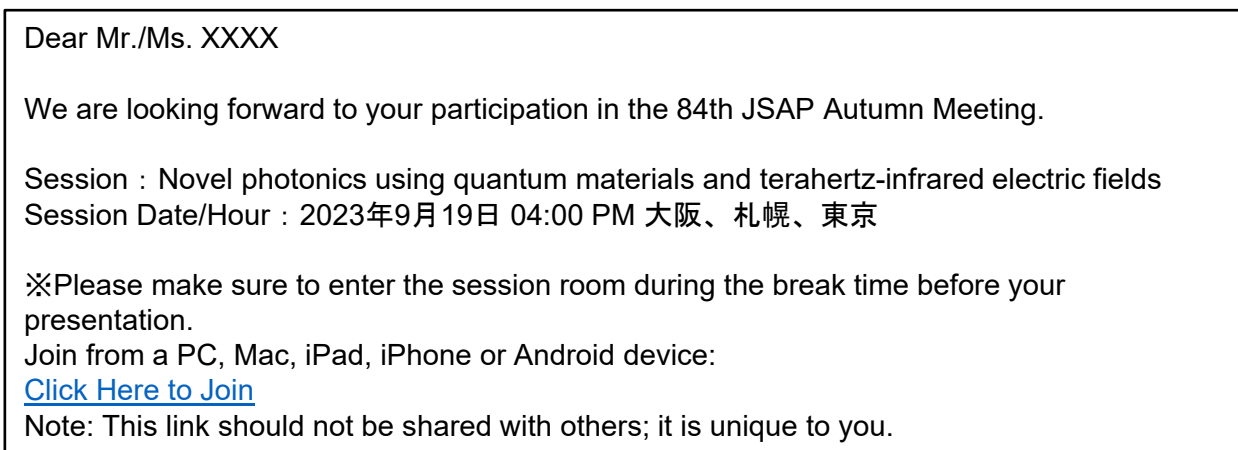 Dear Mr./Ms. XXXX
We are looking forward to your participation in the 84th JSAP Autumn Meeting.
Session：Novel photonics using quantum materials and terahertz-infrared electric fields
Session Date/Hour：2023年9月19日 04:00 PM 大阪、札幌、東京
※Please make sure to enter the session room during the break time before your
presentation.
Join from a PC, Mac, iPad, iPhone or Android device:
Click Here to Join
Note: This link should not be shared with others; it is unique to you.